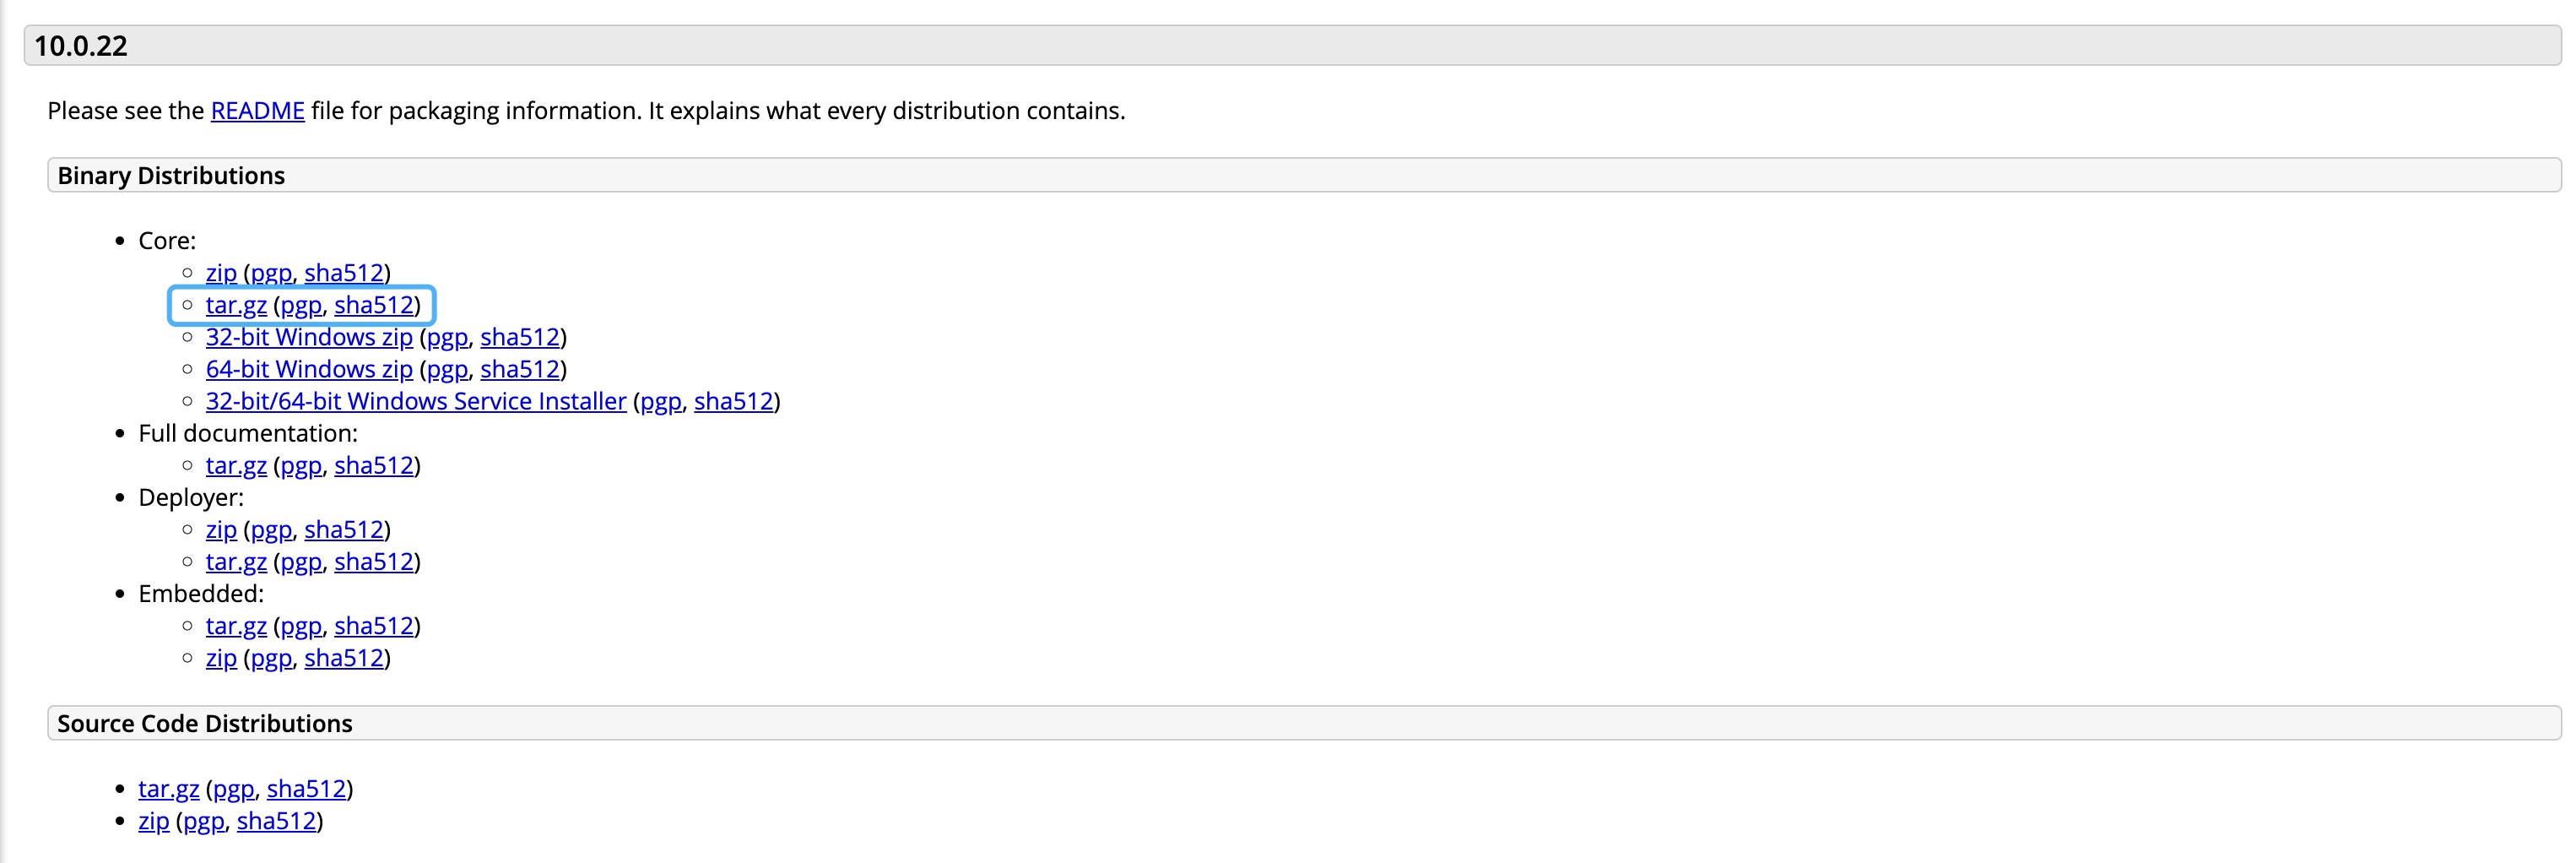 10.0.22
Please see the README file for packaging information. It explains what every distribution contains.
Binary Distributions
Core:
zip (pgp, sha512)
tar.gz (pgp, sha512)
32-bit Windows zip (pgp, sha512)
64-bit Windows zip (pgp, sha512)
32-bit/64-bit Windows Service Installer (pgp, sha512)
Full documentation:
tar.gz (pgp, sha512)
Deployer:
zip (pgp, sha512)
tar.gz (pgp, sha512)
Embedded:
tar.gz (pgp, sha512)
zip (pgp, sha512)
Source Code Distributions
tar.gz (pgp, sha512)
zip (pgp, sha512)